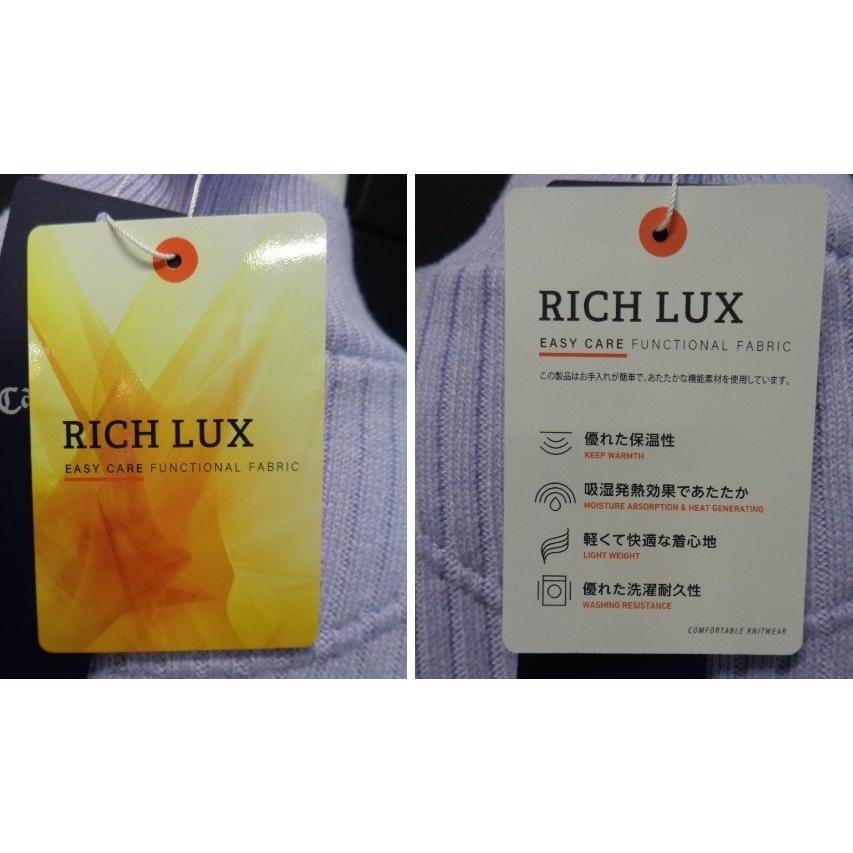 Ca
RICH LUX
EASY CARE FUNCTIONAL FABRIC
RICH LUX
EASY CARE FUNCTIONAL FABRIC
この製品はお手入れが簡単で、あたたかな機能素材を使用しています。
優れた保温性
KEEP WARMTH
吸湿発熱効果であたたか
MOISTURE ABSORPTION & HEAT GENERATING
軽くて快適な着心地
LIGHT WEIGHT
優れた洗濯耐久性
WASHING RESISTANCE
COMFORTABLE KNITWEAR